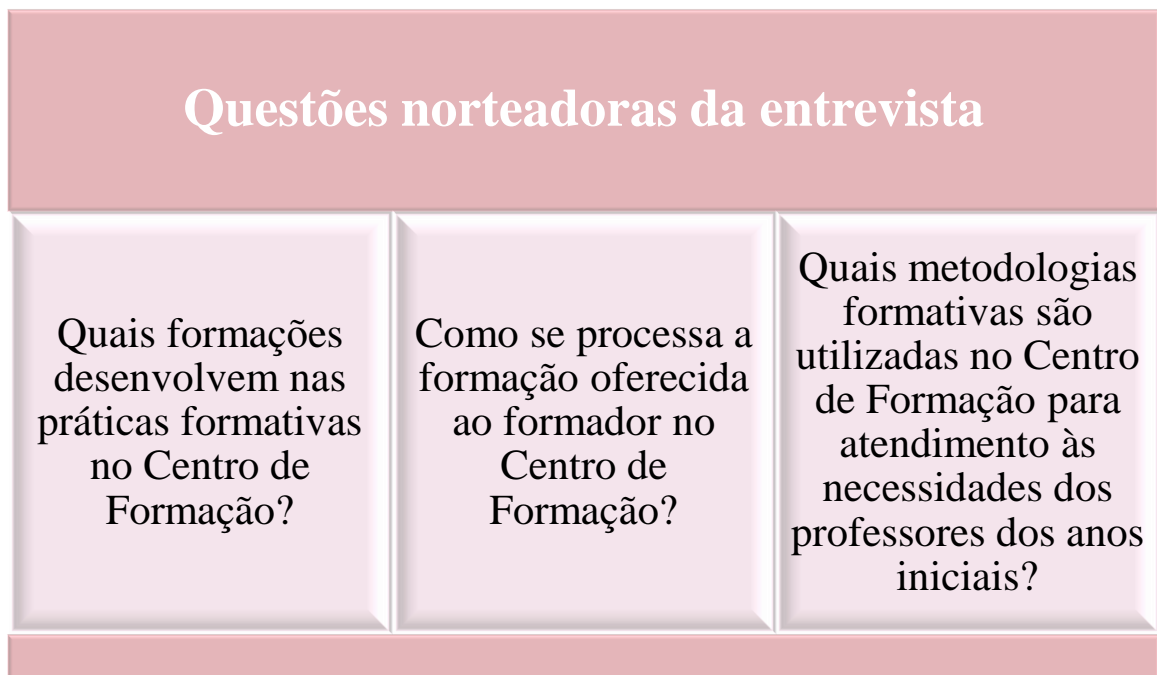 Questões norteadoras da entrevista
Quais formações
desenvolvem nas
práticas formativas
no Centro de
Formação?
Como se processa a
formação oferecida
ao formador no
Centro de
Formação?
Quais metodologias
formativas são
utilizadas no Centro
de Formação para
atendimento às
necessidades dos
professores dos anos
iniciais?